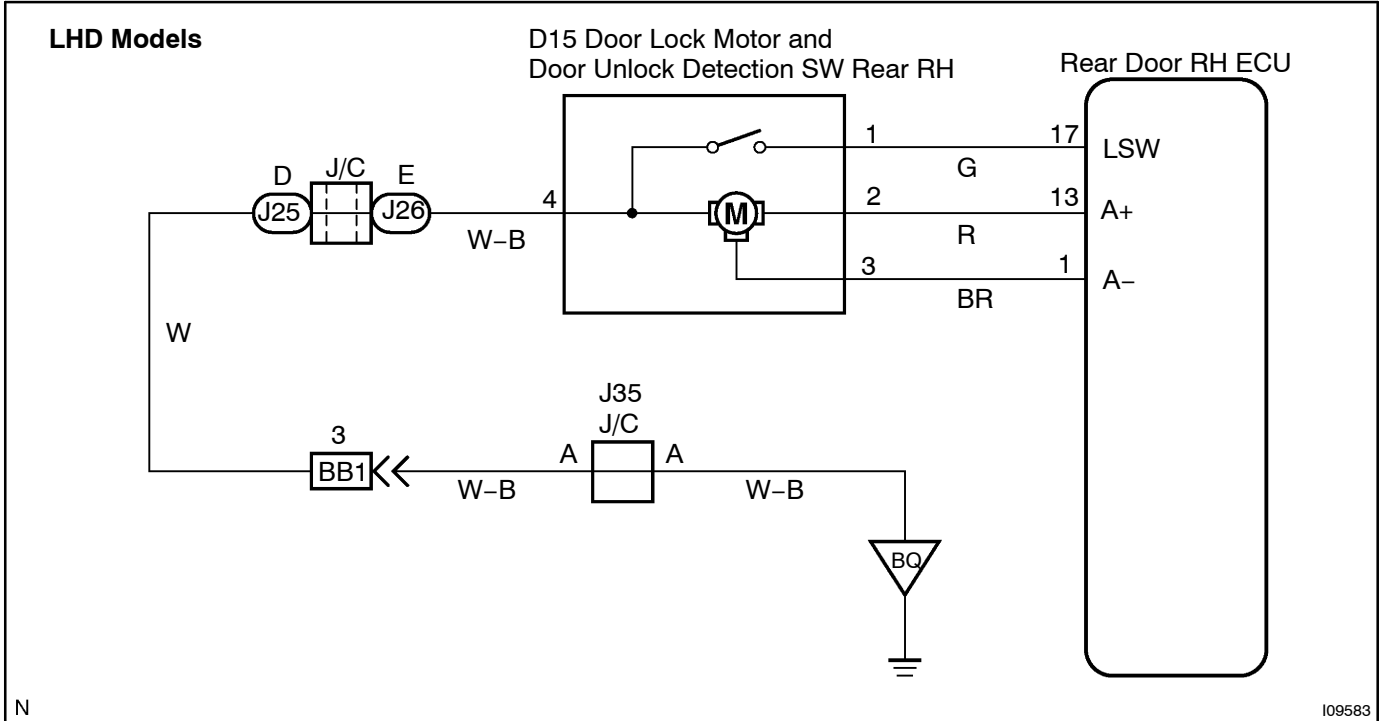 LHD Models
D15 Door Lock Motor and
Door Unlock Detection SW Rear RH
Rear Door RH ECU
1
17
LSW
G
D
J/C
E
J25
J26
4
M
2
13
A+
W−B
R
3
1
A−
BR
W
J35
J/C
3
A
A
BB1
W−B
W−B
BQ
N
I09583